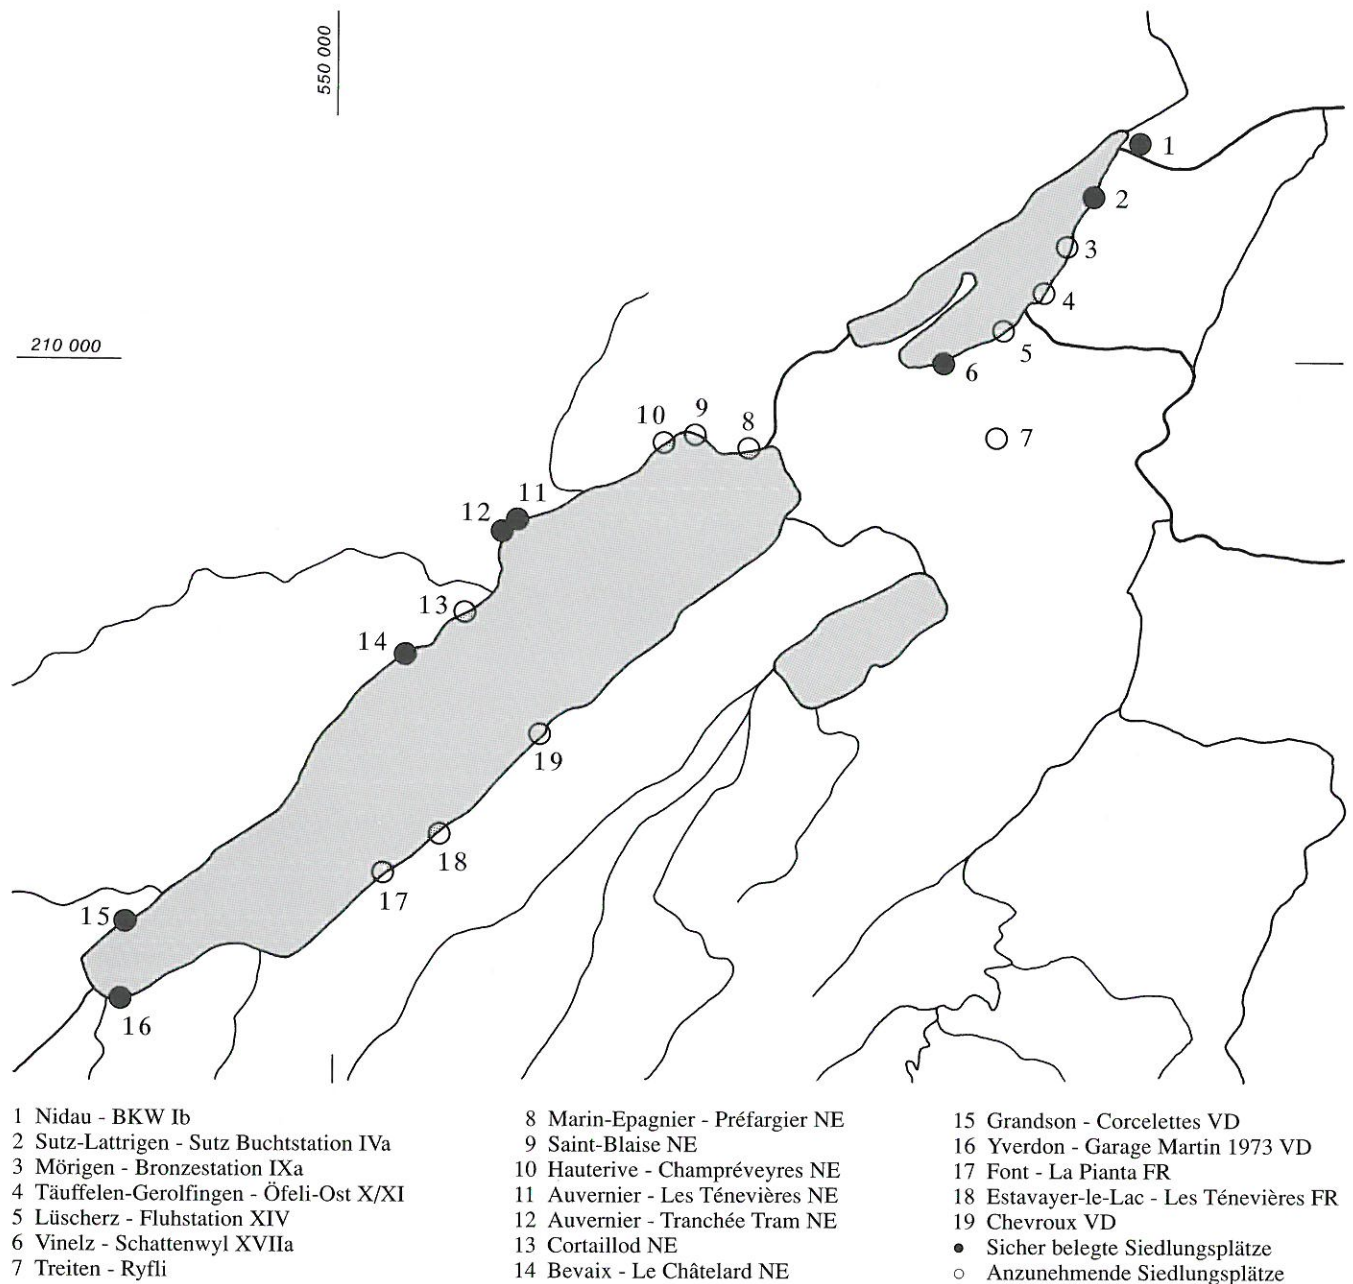 550 000
1
2
3
4
210 000
5
6
10 9 8
7
11
12
13
14
19
18
17
15
16
1 Nidau - BKW Ib
2 Sutz-Lattrigen - Sutz Buchtstation IVa
3 Mörigen - Bronzestation IXa
4 Täuffelen-Gerolfingen - Öfeli-Ost X/XI
5 Lüscherz - Fluhstation XIV
6 Vinelz - Schattenwyl XVIIa
7 Treiten - Ryfli
8 Marin-Epagnier - Préfargier NE
9 Saint-Blaise NE
10 Hauterive - Champréveyres NE
11 Auvernier - Les Ténevières NE
12 Auvernier - Tranchée Tram NE
13 Cortaillod NE
14 Bevaix - Le Châtelard NE
15 Grandson - Corcelettes VD
16 Yverdon - Garage Martin 1973 VD
17 Font - La Pianta FR
18 Estavayer-le-Lac - Les Ténevières FR
19 Chevroux VD
● Sicher belegte Siedlungsplätze
○ Anzunehmende Siedlungsplätze